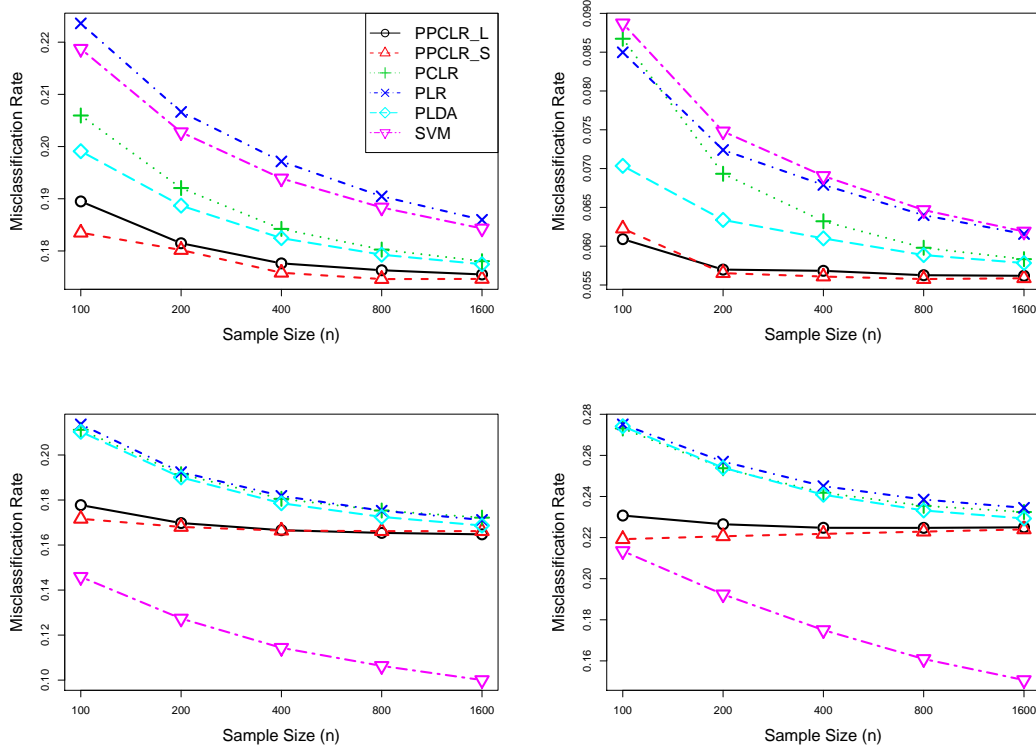 Misclassification Rate
0.18 0.19 0.20 0.21 0.22
PPCLR_L
PPCLR_S
PCLR
PLR
PLDA
SVM
100 200 400 800 1600
Sample Size (n)
Misclassification Rate
0.055 0.060 0.065 0.070 0.075 0.080 0.085 0.090
100 200 400 800 1600
Sample Size (n)
Misclassification Rate
0.10 0.12 0.14 0.16 0.18 0.20
100 200 400 800 1600
Sample Size (n)
Misclassification Rate
0.16 0.18 0.20 0.22 0.24 0.26 0.28
100 200 400 800 1600
Sample Size (n)